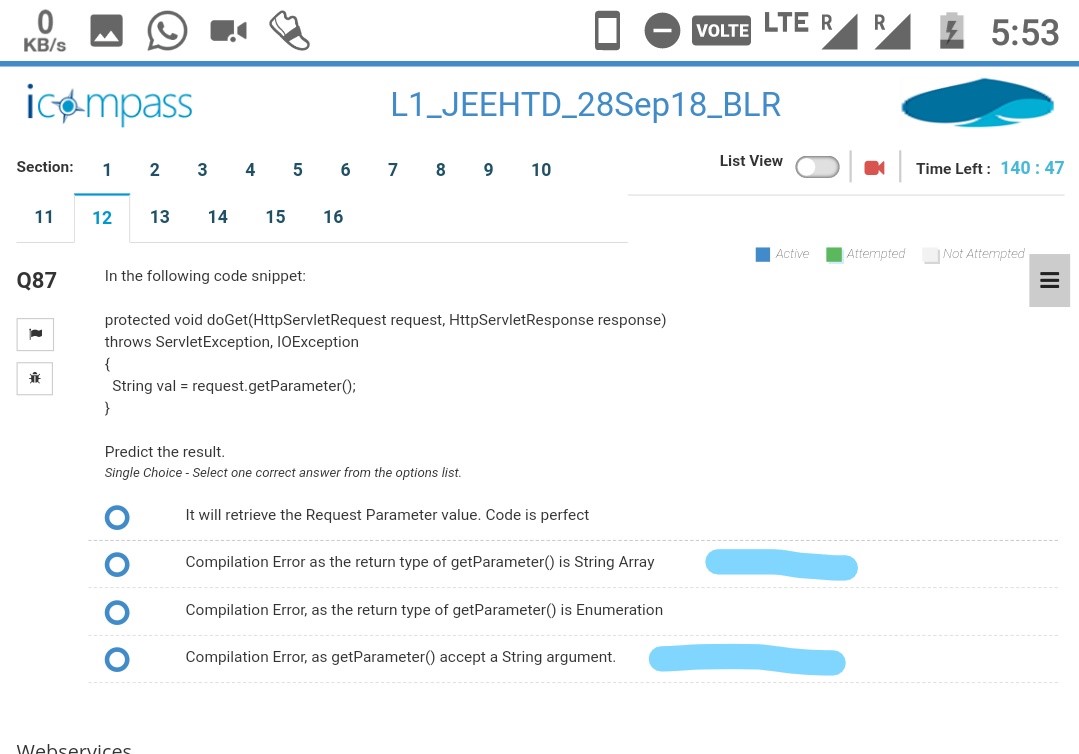 0
KB/s
VOLTE
LTE
R
R
5:53
icompass
L1_JEEHTD_28Sep18_BLR
Section:
1
2
3
4
5
6
7
8
9
10
List View
Time Left : 140 : 47
11
12
13
14
15
16
Active
Attempted
Not Attempted
Q87
In the following code snippet:
protected void doGet(HttpServletRequest request, HttpServletResponse response)
throws ServletException, IOException
{
String val = request.getParameter();
}
Predict the result.
Single Choice - Select one correct answer from the options list.
It will retrieve the Request Parameter value. Code is perfect
Compilation Error as the return type of getParameter() is String Array
Compilation Error, as the return type of getParameter() is Enumeration
Compilation Error, as getParameter() accept a String argument.
Webservices